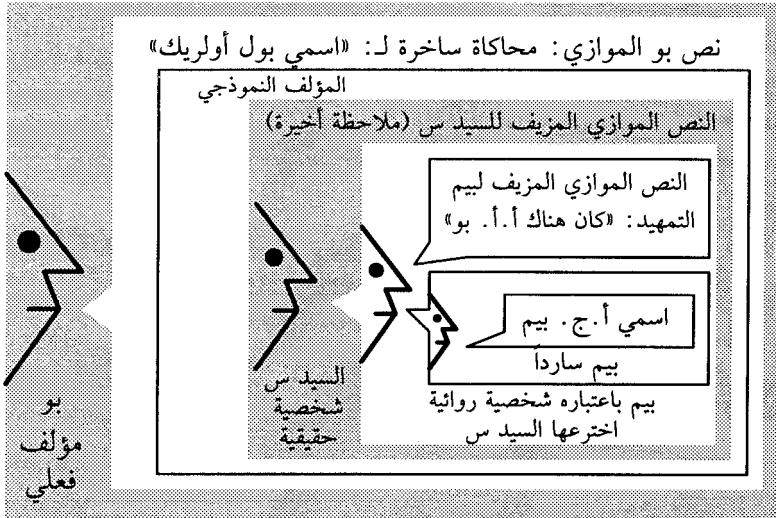 نص بو الموازي: محاكاة ساخرة لـ: «اسمي بول أولريك»
المؤلف النموذجي
النص الموازي المزيف للسيد س (ملاحظة أخيرة)
النص الموازي المزيف لبيم
التمهيد: «كان هناك أ.أ. بو»
اسمي أ.ج. بيم
بيم سارداً
بيم باعتباره شخصية روائية
اخترعها السيد س
السيد س
شخصية
حقيقية
بو
مؤلف
فعلي